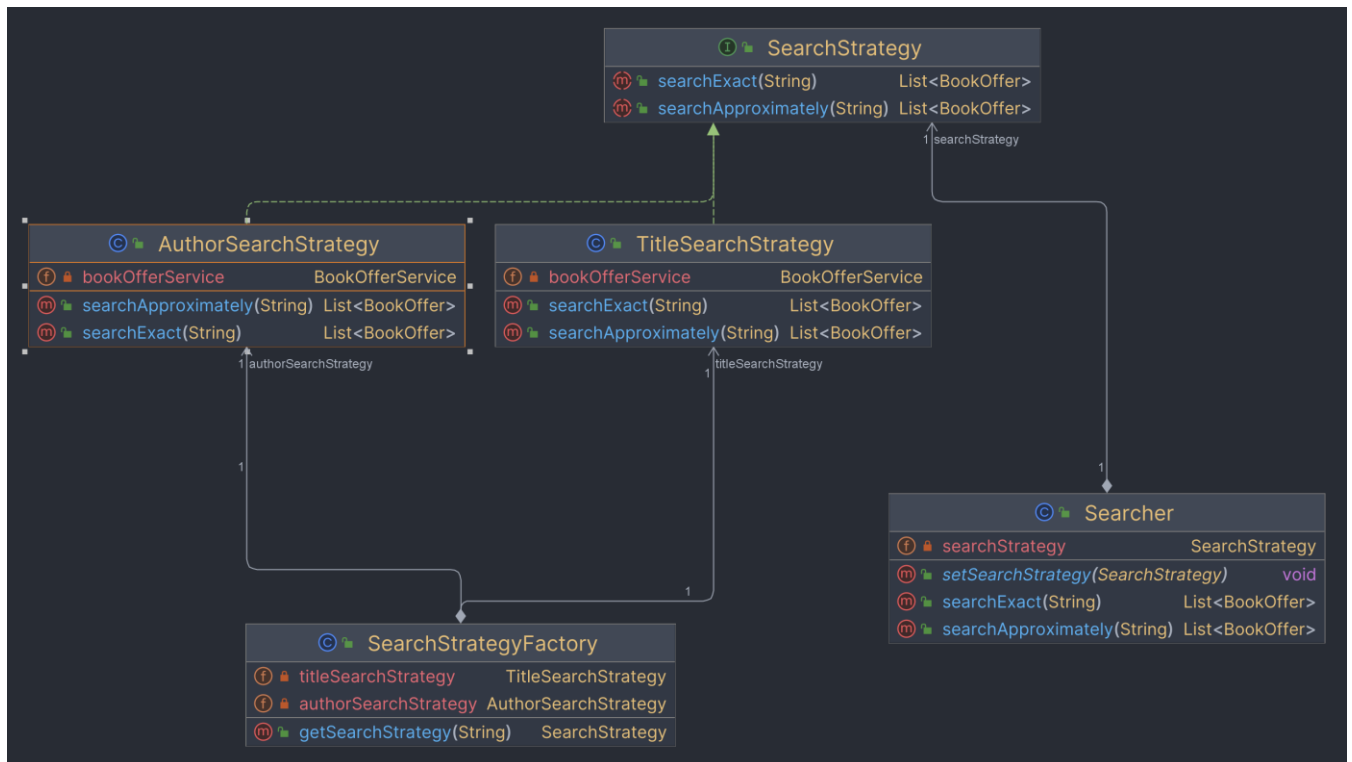 SearchStrategy
searchExact(String) List<BookOffer>
searchApproximately(String) List<BookOffer>
1 searchStrategy
AuthorSearchStrategy
bookOfferService BookOfferService
searchApproximately(String) List<BookOffer>
searchExact(String) List<BookOffer>
1 authorSearchStrategy
TitleSearchStrategy
bookOfferService BookOfferService
searchExact(String) List<BookOffer>
searchApproximately(String) List<BookOffer>
1 titleSearchStrategy
1
1
1
Searcher
searchStrategy SearchStrategy
setSearchStrategy(SearchStrategy) void
searchExact(String) List<BookOffer>
searchApproximately(String) List<BookOffer>
SearchStrategyFactory
titleSearchStrategy TitleSearchStrategy
authorSearchStrategy AuthorSearchStrategy
getSearchStrategy(String) SearchStrategy